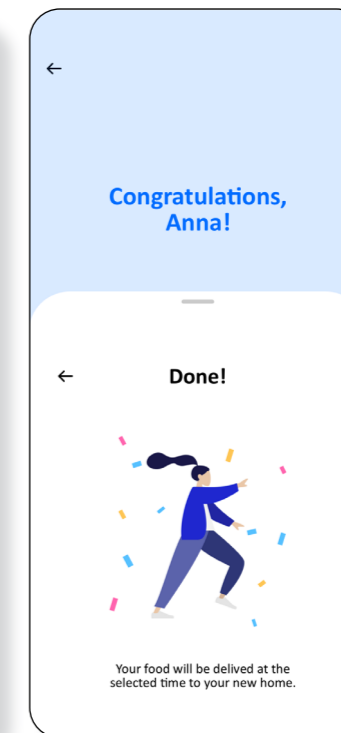 Congratulations,
Anna!
Done!
Your food will be delived at the
selected time to your new home.